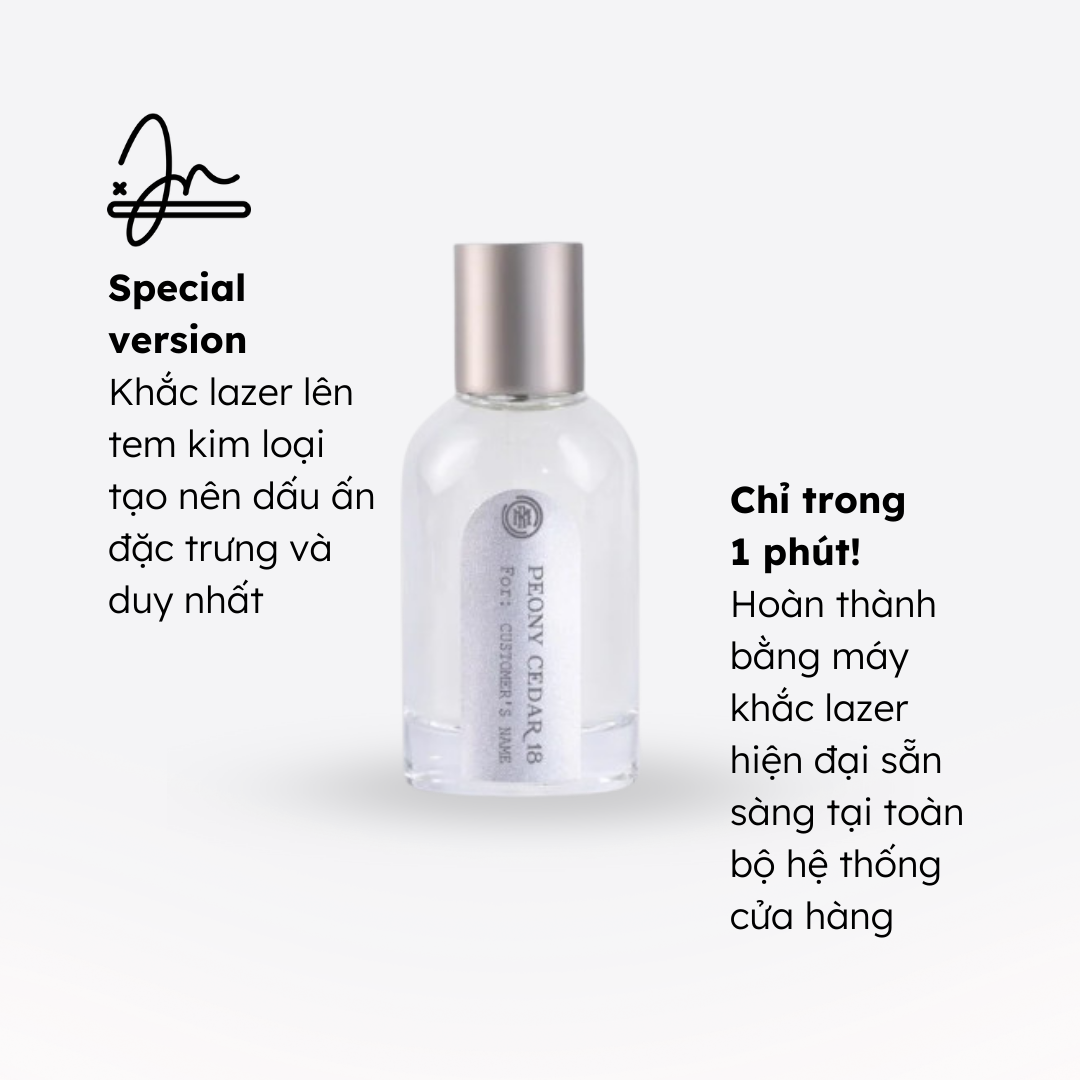 Special
version
Khắc lazer lên
tem kim loại
tạo nên dấu ấn
đặc trưng và
duy nhất
PEONY CEDAR 18
For: CUSTOMER'S NAME
Chỉ trong
1 phút!
Hoàn thành
bằng máy
khắc lazer
hiện đại sẵn
sàng tại toàn
bộ hệ thống
cửa hàng